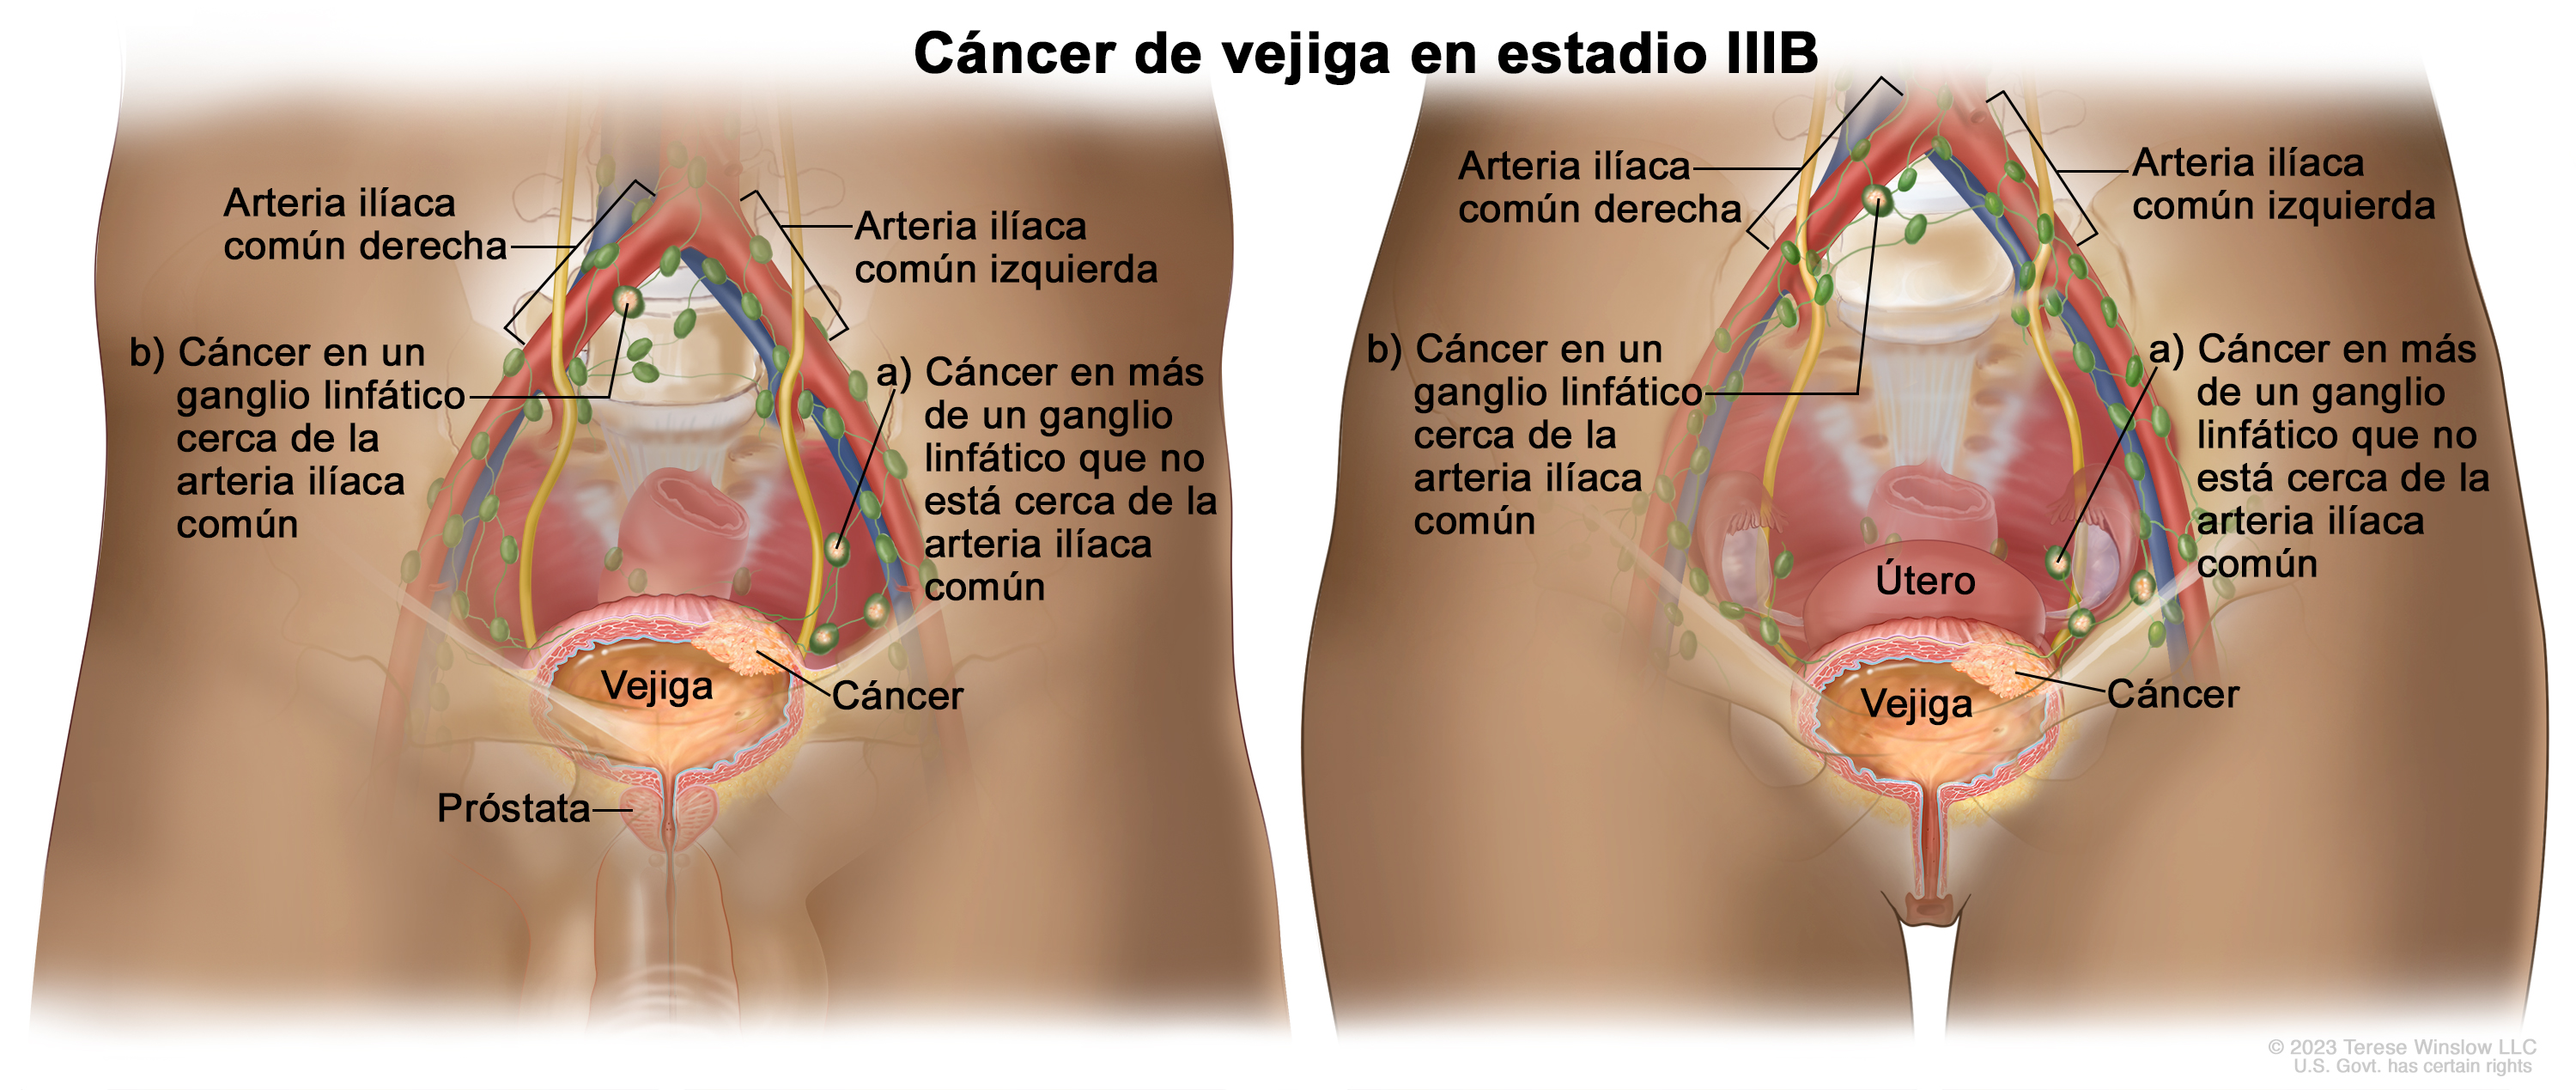 Cáncer de vejiga en estadio IIIB
Arteria ilíaca
común derecha
Arteria ilíaca
común izquierda
b) Cáncer en un
ganglio linfático
cerca de la
arteria ilíaca
común
a) Cáncer en más
de un ganglio
linfático que no
está cerca de la
arteria ilíaca
común
Vejiga
Cáncer
Próstata
Arteria ilíaca
común derecha
Arteria ilíaca
común izquierda
b) Cáncer en un
ganglio linfático
cerca de la
arteria ilíaca
común
a) Cáncer en más
de un ganglio
linfático que no
está cerca de la
arteria ilíaca
común
Útero
Vejiga
Cáncer
© 2023 Terese Winslow LLC
U.S. Govt. has certain rights